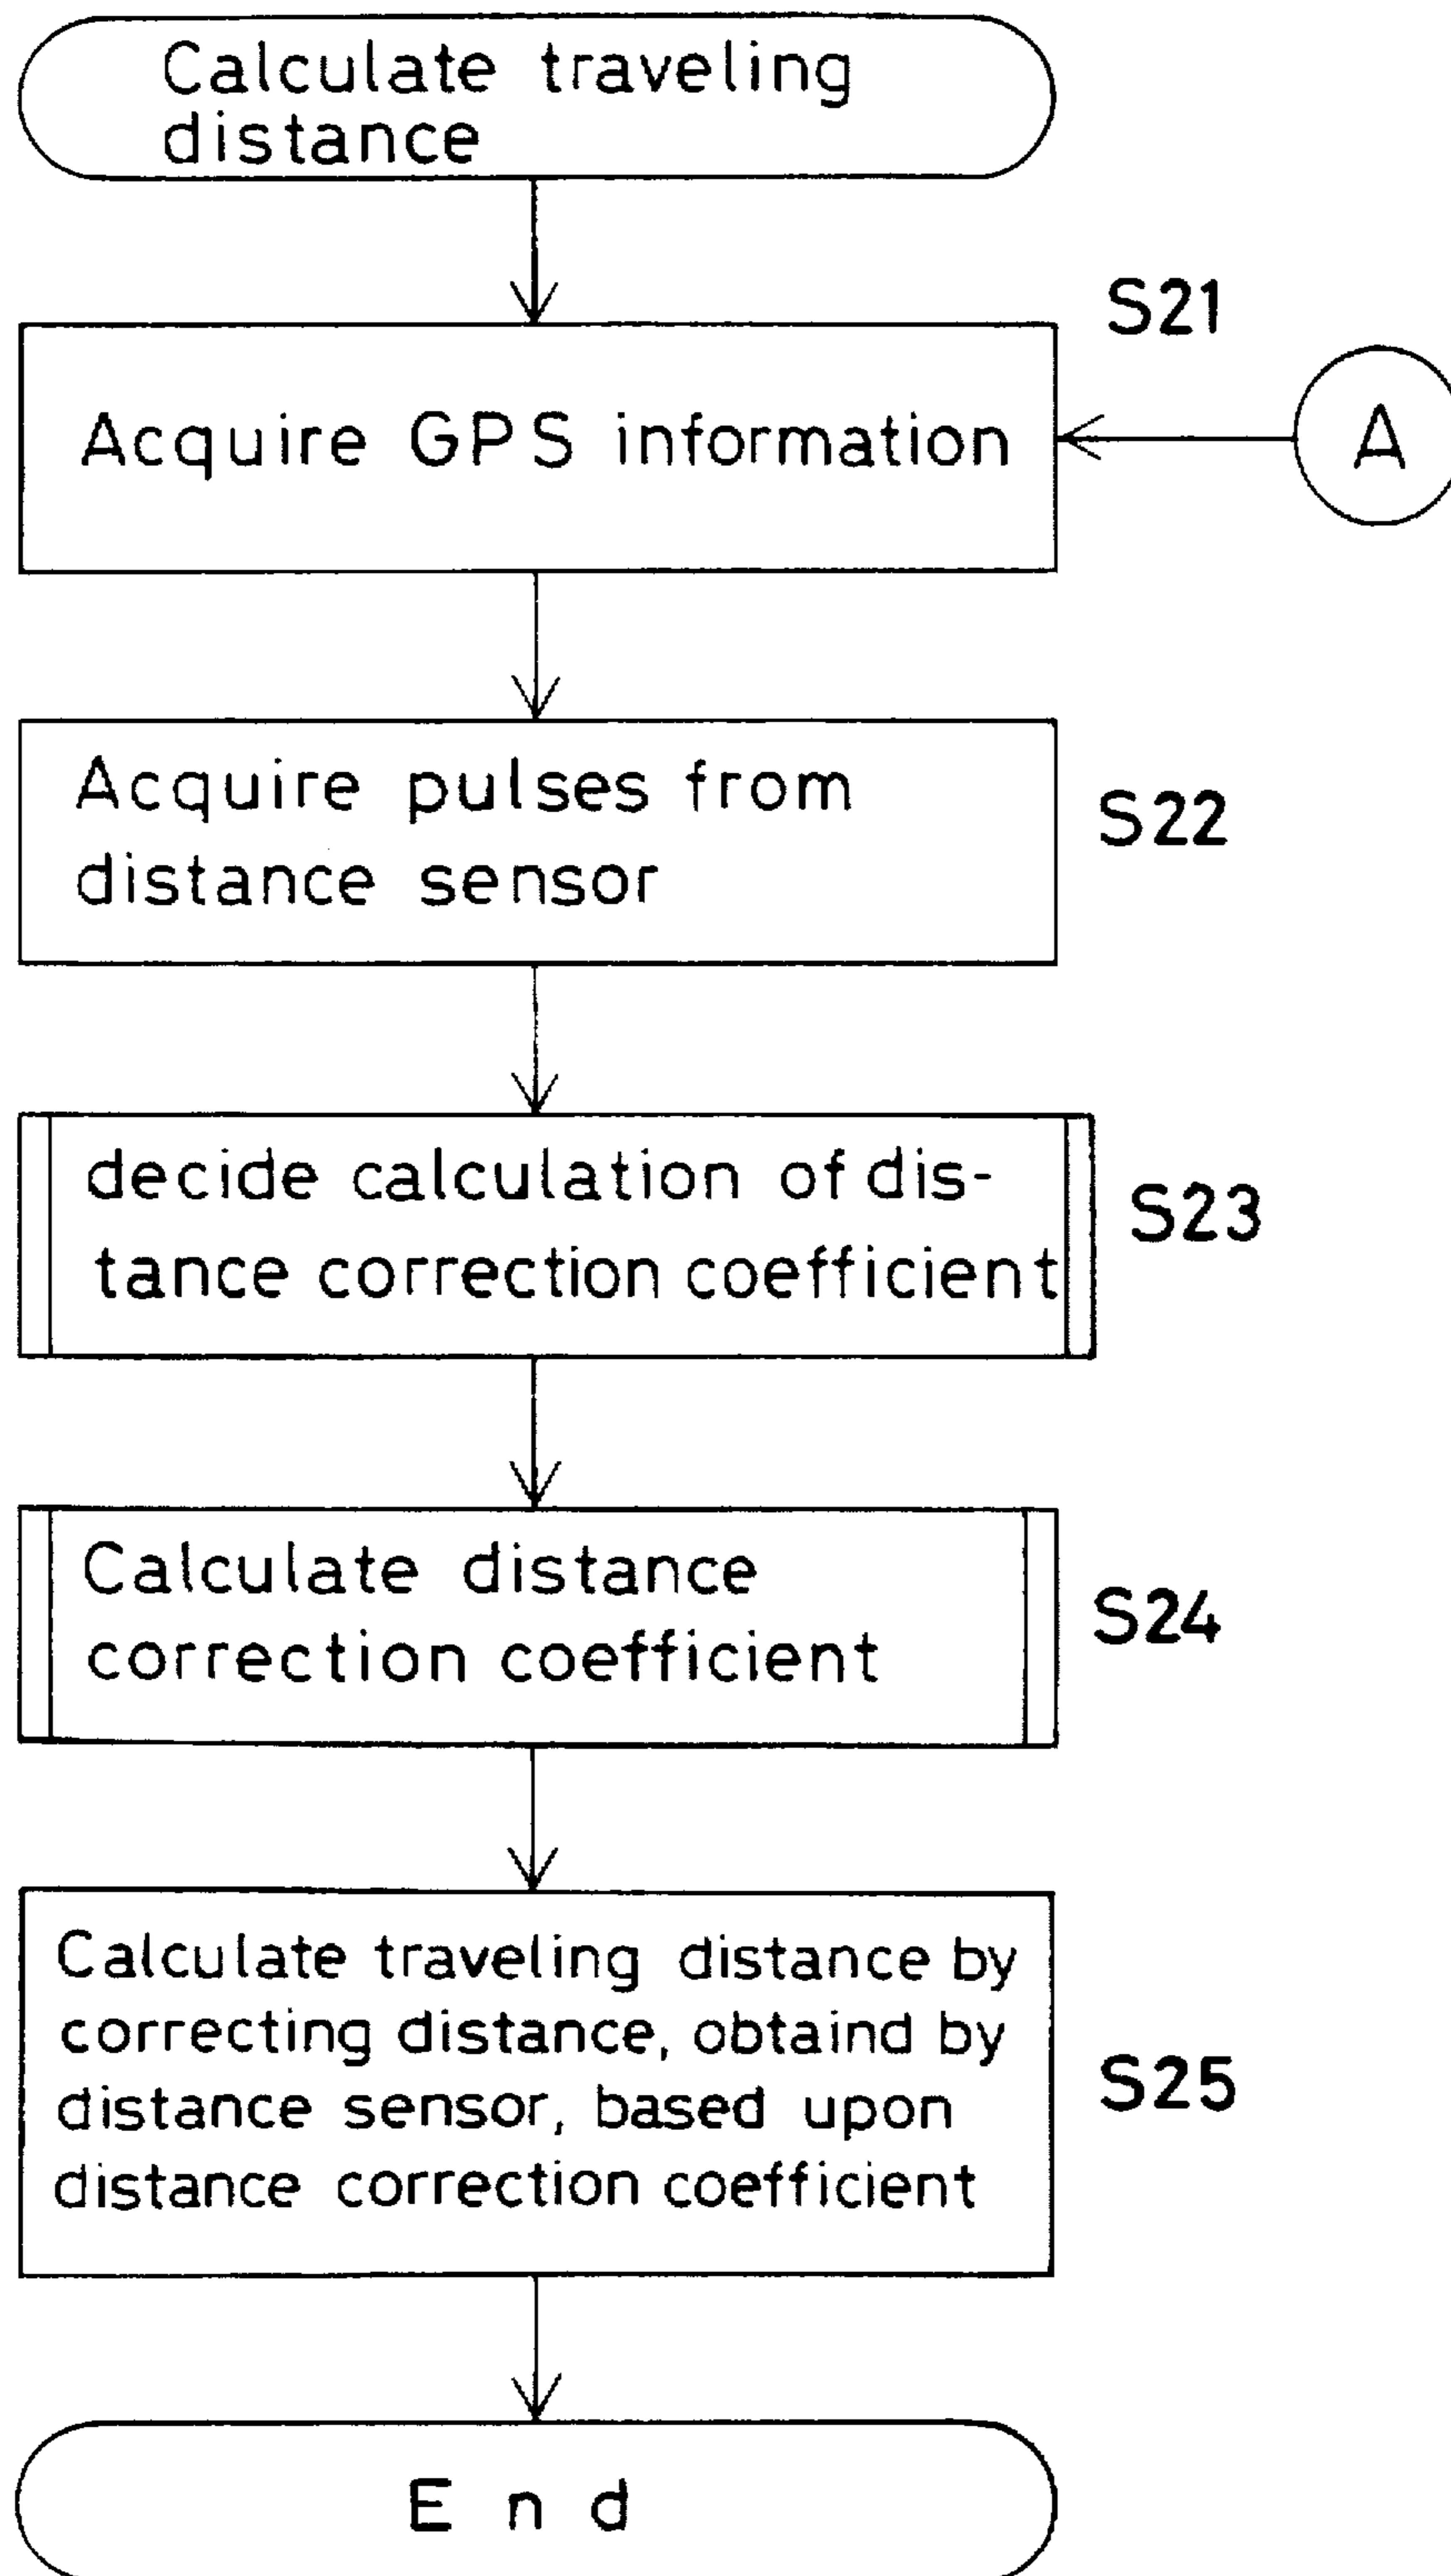 Calculate traveling
distance
S21
Acquire GPS information
A
Acquire pulses from
distance sensor
S22
decide calculation of dis-
tance correction coefficient
S23
Calculate distance
correction coefficient
S24
Calculate traveling distance by
correcting distance, obtaind by
distance sensor, based upon
distance correction coefficient
S25
End